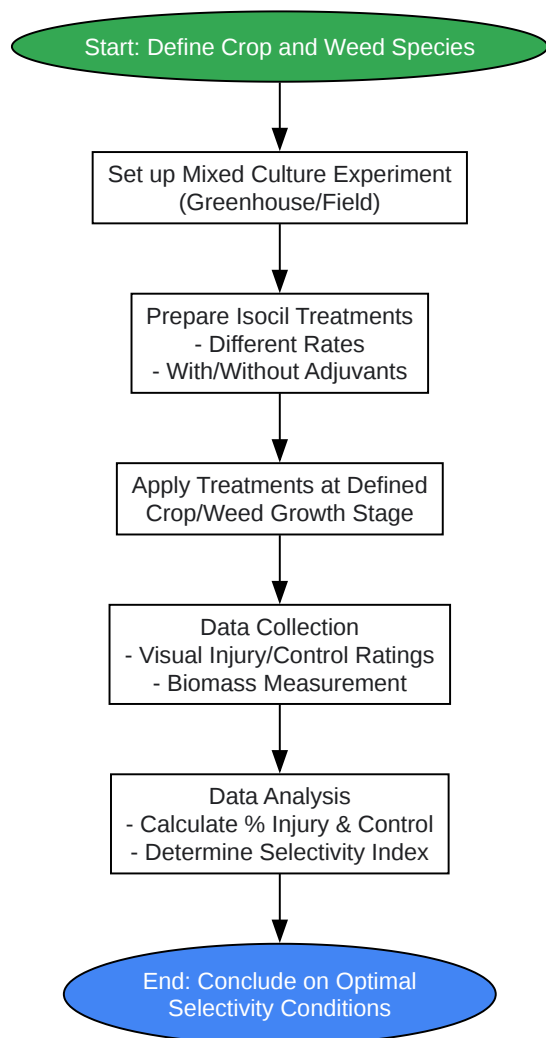 Start: Define Crop and Weed Species
Set up Mixed Culture Experiment
(Greenhouse/Field)
Prepare Isocil Treatments
- Different Rates
- With/Without Adjuvants
Apply Treatments at Defined
Crop/Weed Growth Stage
Data Collection
- Visual Injury/Control Ratings
- Biomass Measurement
Data Analysis
- Calculate % Injury & Control
- Determine Selectivity Index
End: Conclude on Optimal
Selectivity Conditions